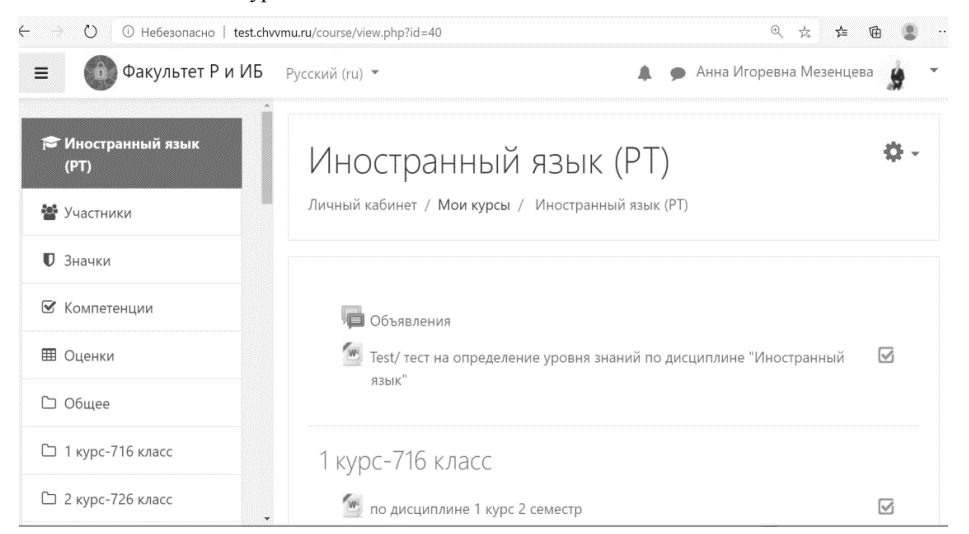 Небезопасно | test.chvvmu.ru/course/view.php?id=40
Факультет Р и ИБ Русский (ru) Анна Игоревна Мезенцева
Иностранный язык
(РТ)
Участники
Значки
Компетенции
Оценки
Общее
1 курс-716 класс
2 курс-726 класс
Иностранный язык (РТ)
Личный кабинет / Мои курсы / Иностранный язык (РТ)
Объявления
Test/ тест на определение уровня знаний по дисциплине "Иностранный
язык"
1 курс-716 класс
по дисциплине 1 курс 2 семестр